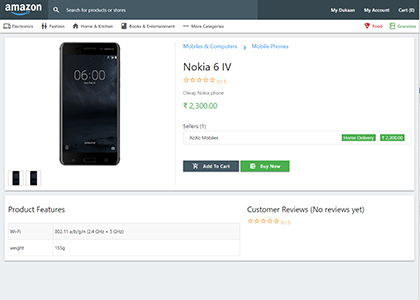 amazon
Search for products or stores
My Dukaan
My Account
Cart (0)
Electronics
Fashion
Home & Kitchen
Book & Entertainment
More Categories
Food
Groceries
Mobiles & Computers > Mobile Phones
Nokia 6 IV
0 / 5
Cheap Nokia phone
₹ 2,300.00
Sellers (1)
XoXo Mobiles
Home Delivery
₹ 2,300.00
Add To Cart
Buy Now
06:00
Product Features
Wi-Fi
802.11 a/b/g/n (2.4 GHz + 5 GHz)
weight
155g
Customer Reviews (No reviews yet)
0 / 5